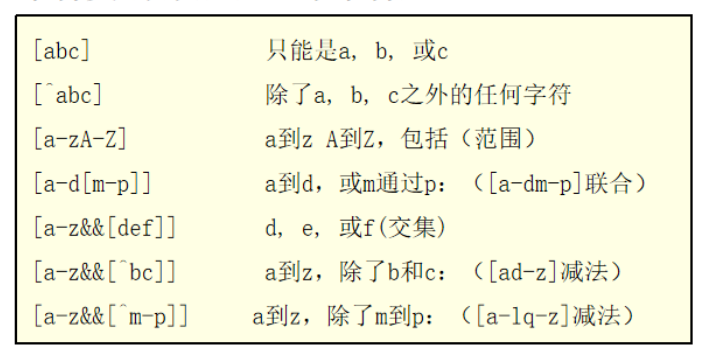 [abc] 只能是a, b, 或c
[^abc] 除了a, b, c之外的任何字符
[a-zA-Z] a到z A到Z，包括（范围）
[a-d[m-p]] a到d，或m通过p：（[a-dm-p]联合）
[a-z&&[def]] d, e, 或f(交集)
[a-z&&[^bc]] a到z，除了b和c：（[ad-z]减法）
[a-z&&[^m-p]] a到z，除了m到p：（[a-lq-z]减法）